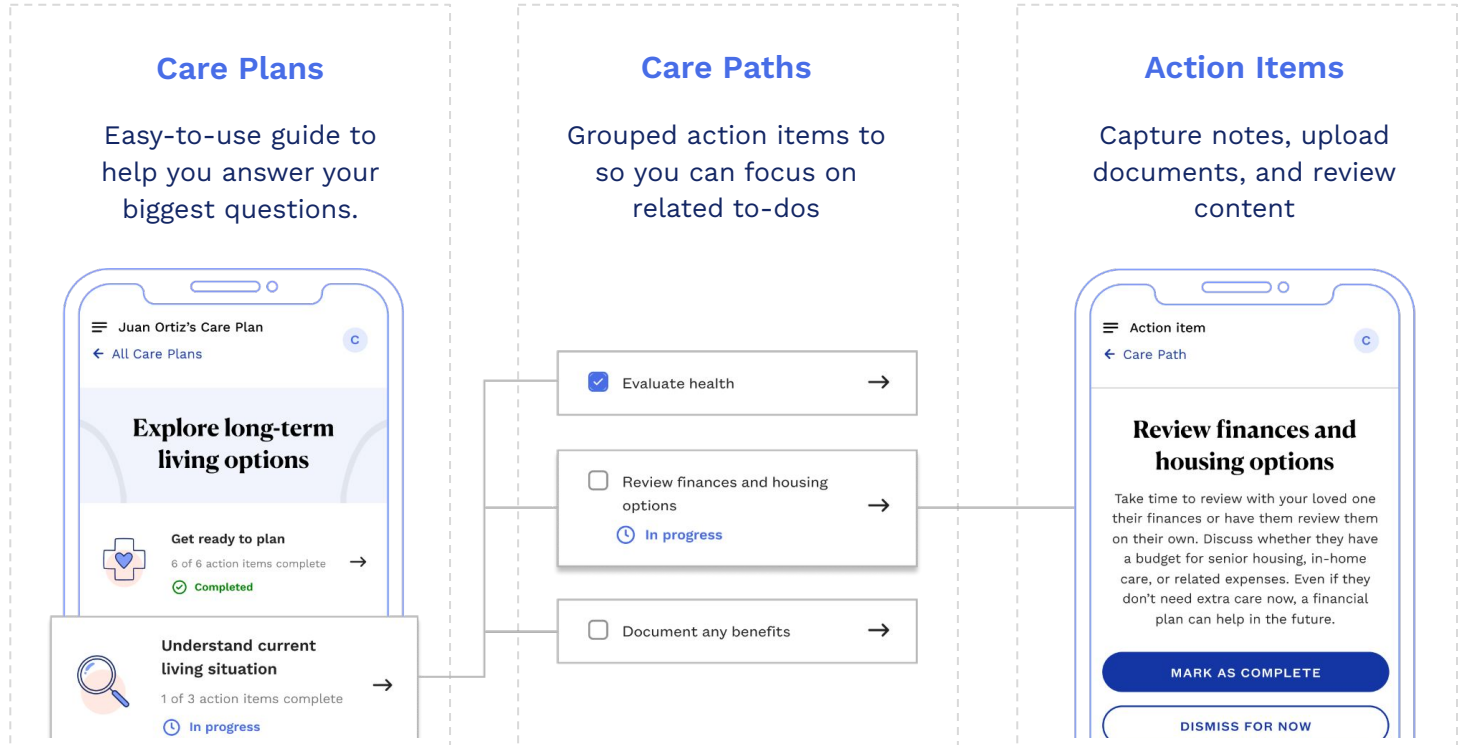 Care Plans
Easy-to-use guide to
help you answer your
biggest questions.
Juan Ortiz's Care Plan
C
← All Care Plans
Explore long-term
living options
Get ready to plan
6 of 6 action items complete →
Completed
Understand current
living situation
1 of 3 action items complete →
In progress
Care Paths
Grouped action items to
so you can focus on
related to-dos
Evaluate health →
Review finances and housing
options →
In progress
Document any benefits →
Action Items
Capture notes, upload
documents, and review
content
Action item
C
← Care Path
Review finances and
housing options
Take time to review with your loved one
their finances or have them review them
on their own. Discuss whether they have
a budget for senior housing, in-home
care, or related expenses. Even if they
don't need extra care now, a financial
plan can help in the future.
MARK AS COMPLETE
DISMISS FOR NOW